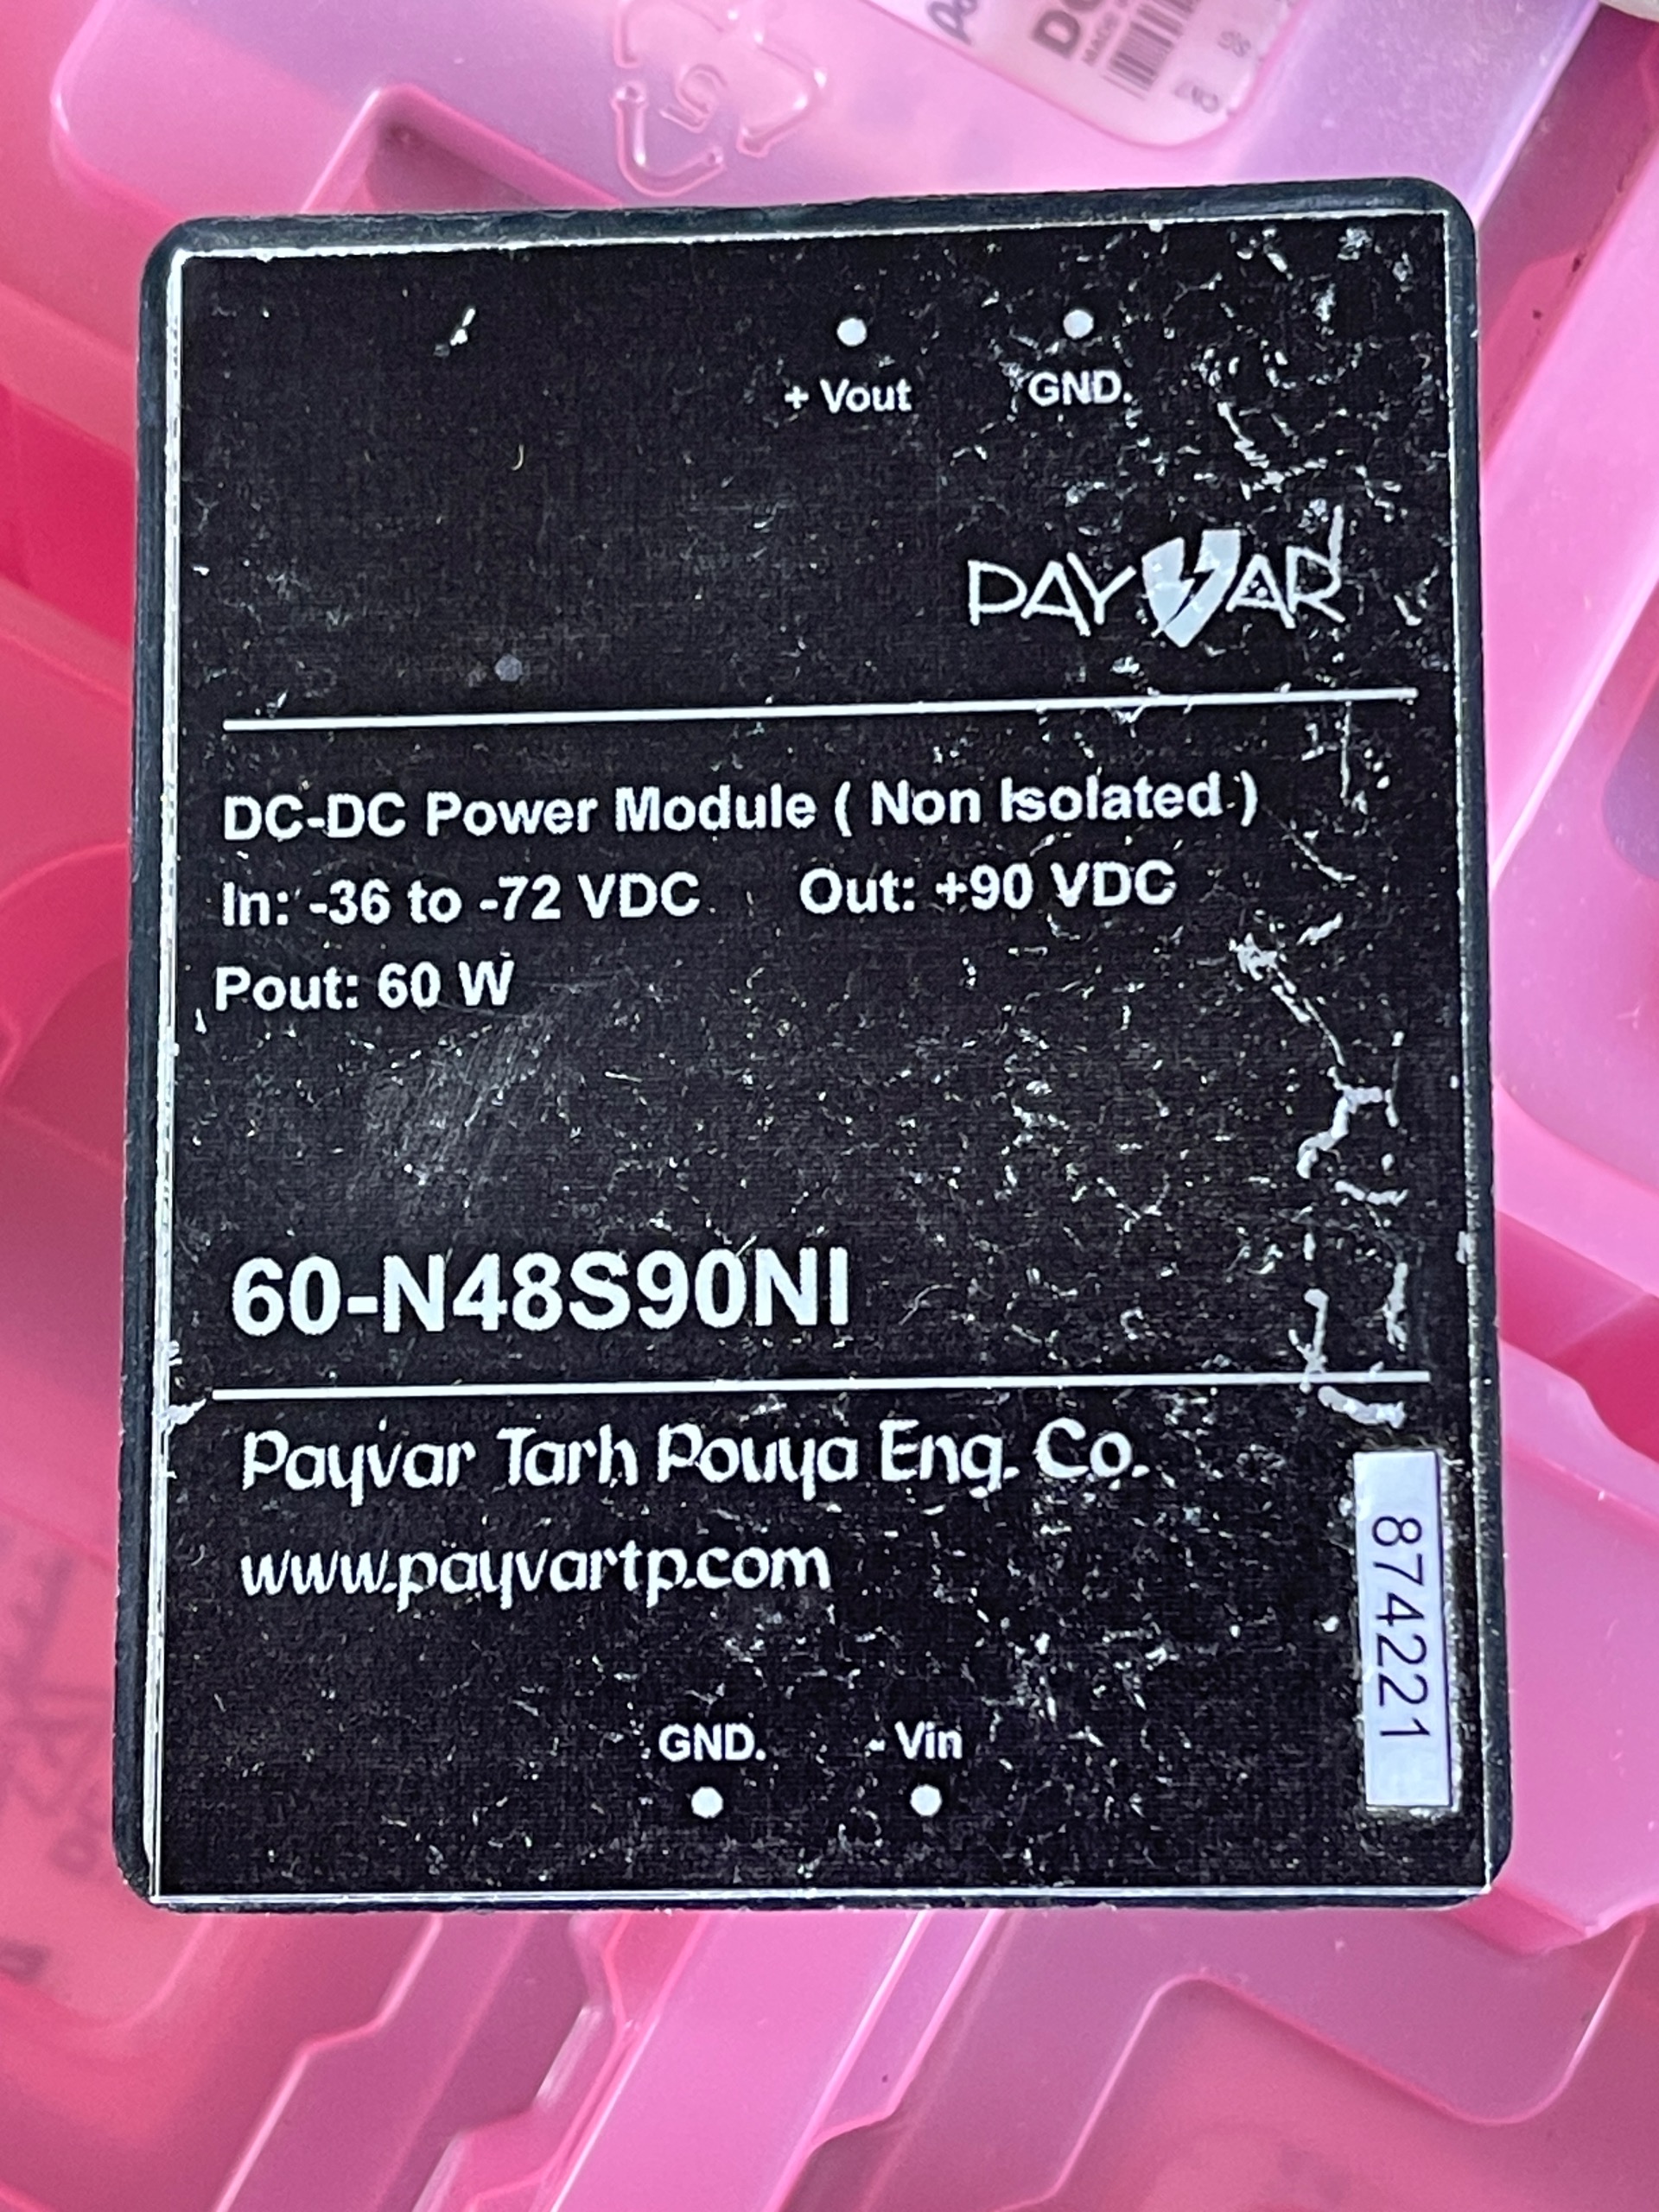 + Vout GND.
PAYVAR
DC-DC Power Module ( Non Isolated )
In: -36 to -72 VDC Out: +90 VDC
Pout: 60 W
60-N48S90NI
Payvar Tarh Pouya Eng. Co.
www.payvartp.com
874221
GND. - Vin
5